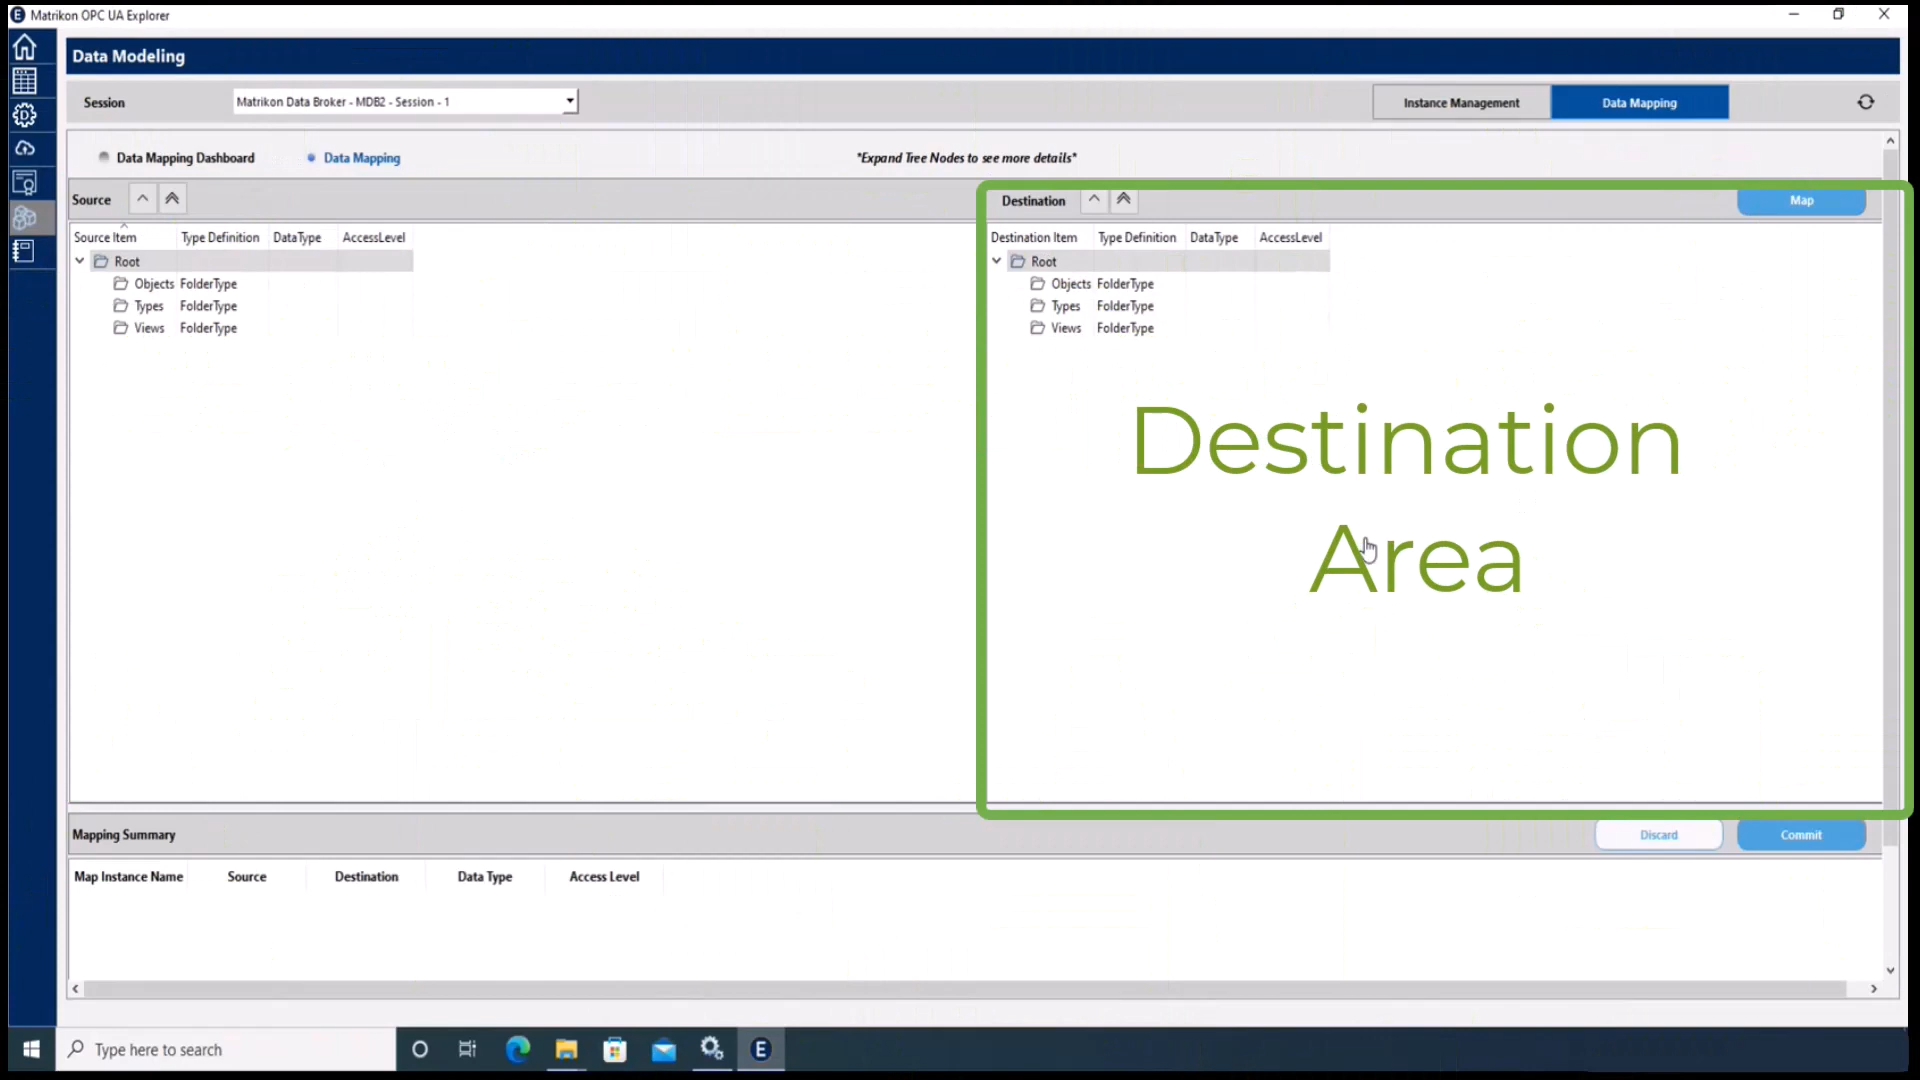 Matrikon OPC UA Explorer
Data Modeling
Session
Matrikon Data Broker - MDB2 - Session - 1
Instance Management
Data Mapping
Data Mapping Dashboard
Data Mapping
*Expand Tree Nodes to see more details*
Source
Source Item Type Definition DataType AccessLevel
Root
Objects FolderType
Types FolderType
Views FolderType
Destination
Map
Destination Item Type Definition DataType AccessLevel
Root
Objects FolderType
Types FolderType
Views FolderType
Destination
Area
Mapping Summary
Discard
Commit
Map Instance Name Source Destination Data Type Access Level
Type here to search